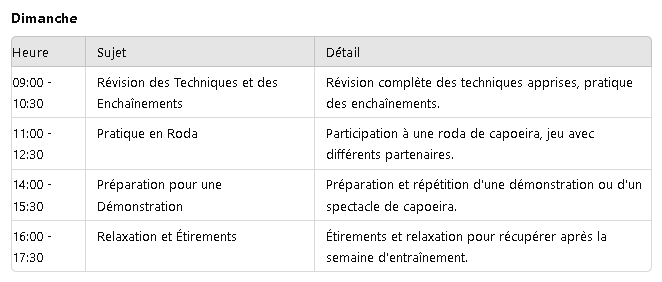 Dimanche
Heure Sujet Détail
09:00 - Révision des Techniques et des Révision complète des techniques apprises, pratique
10:30 Enchaînements des enchaînements.
11:00 - Pratique en Roda Participation à une roda de capoeira, jeu avec
12:30 différents partenaires.
14:00 - Préparation pour une Préparation et répétition d'une démonstration ou d'un
15:30 Démonstration spectacle de capoeira.
16:00 - Relaxation et Étirements Étirements et relaxation pour récupérer après la
17:30 semaine d'entraînement.